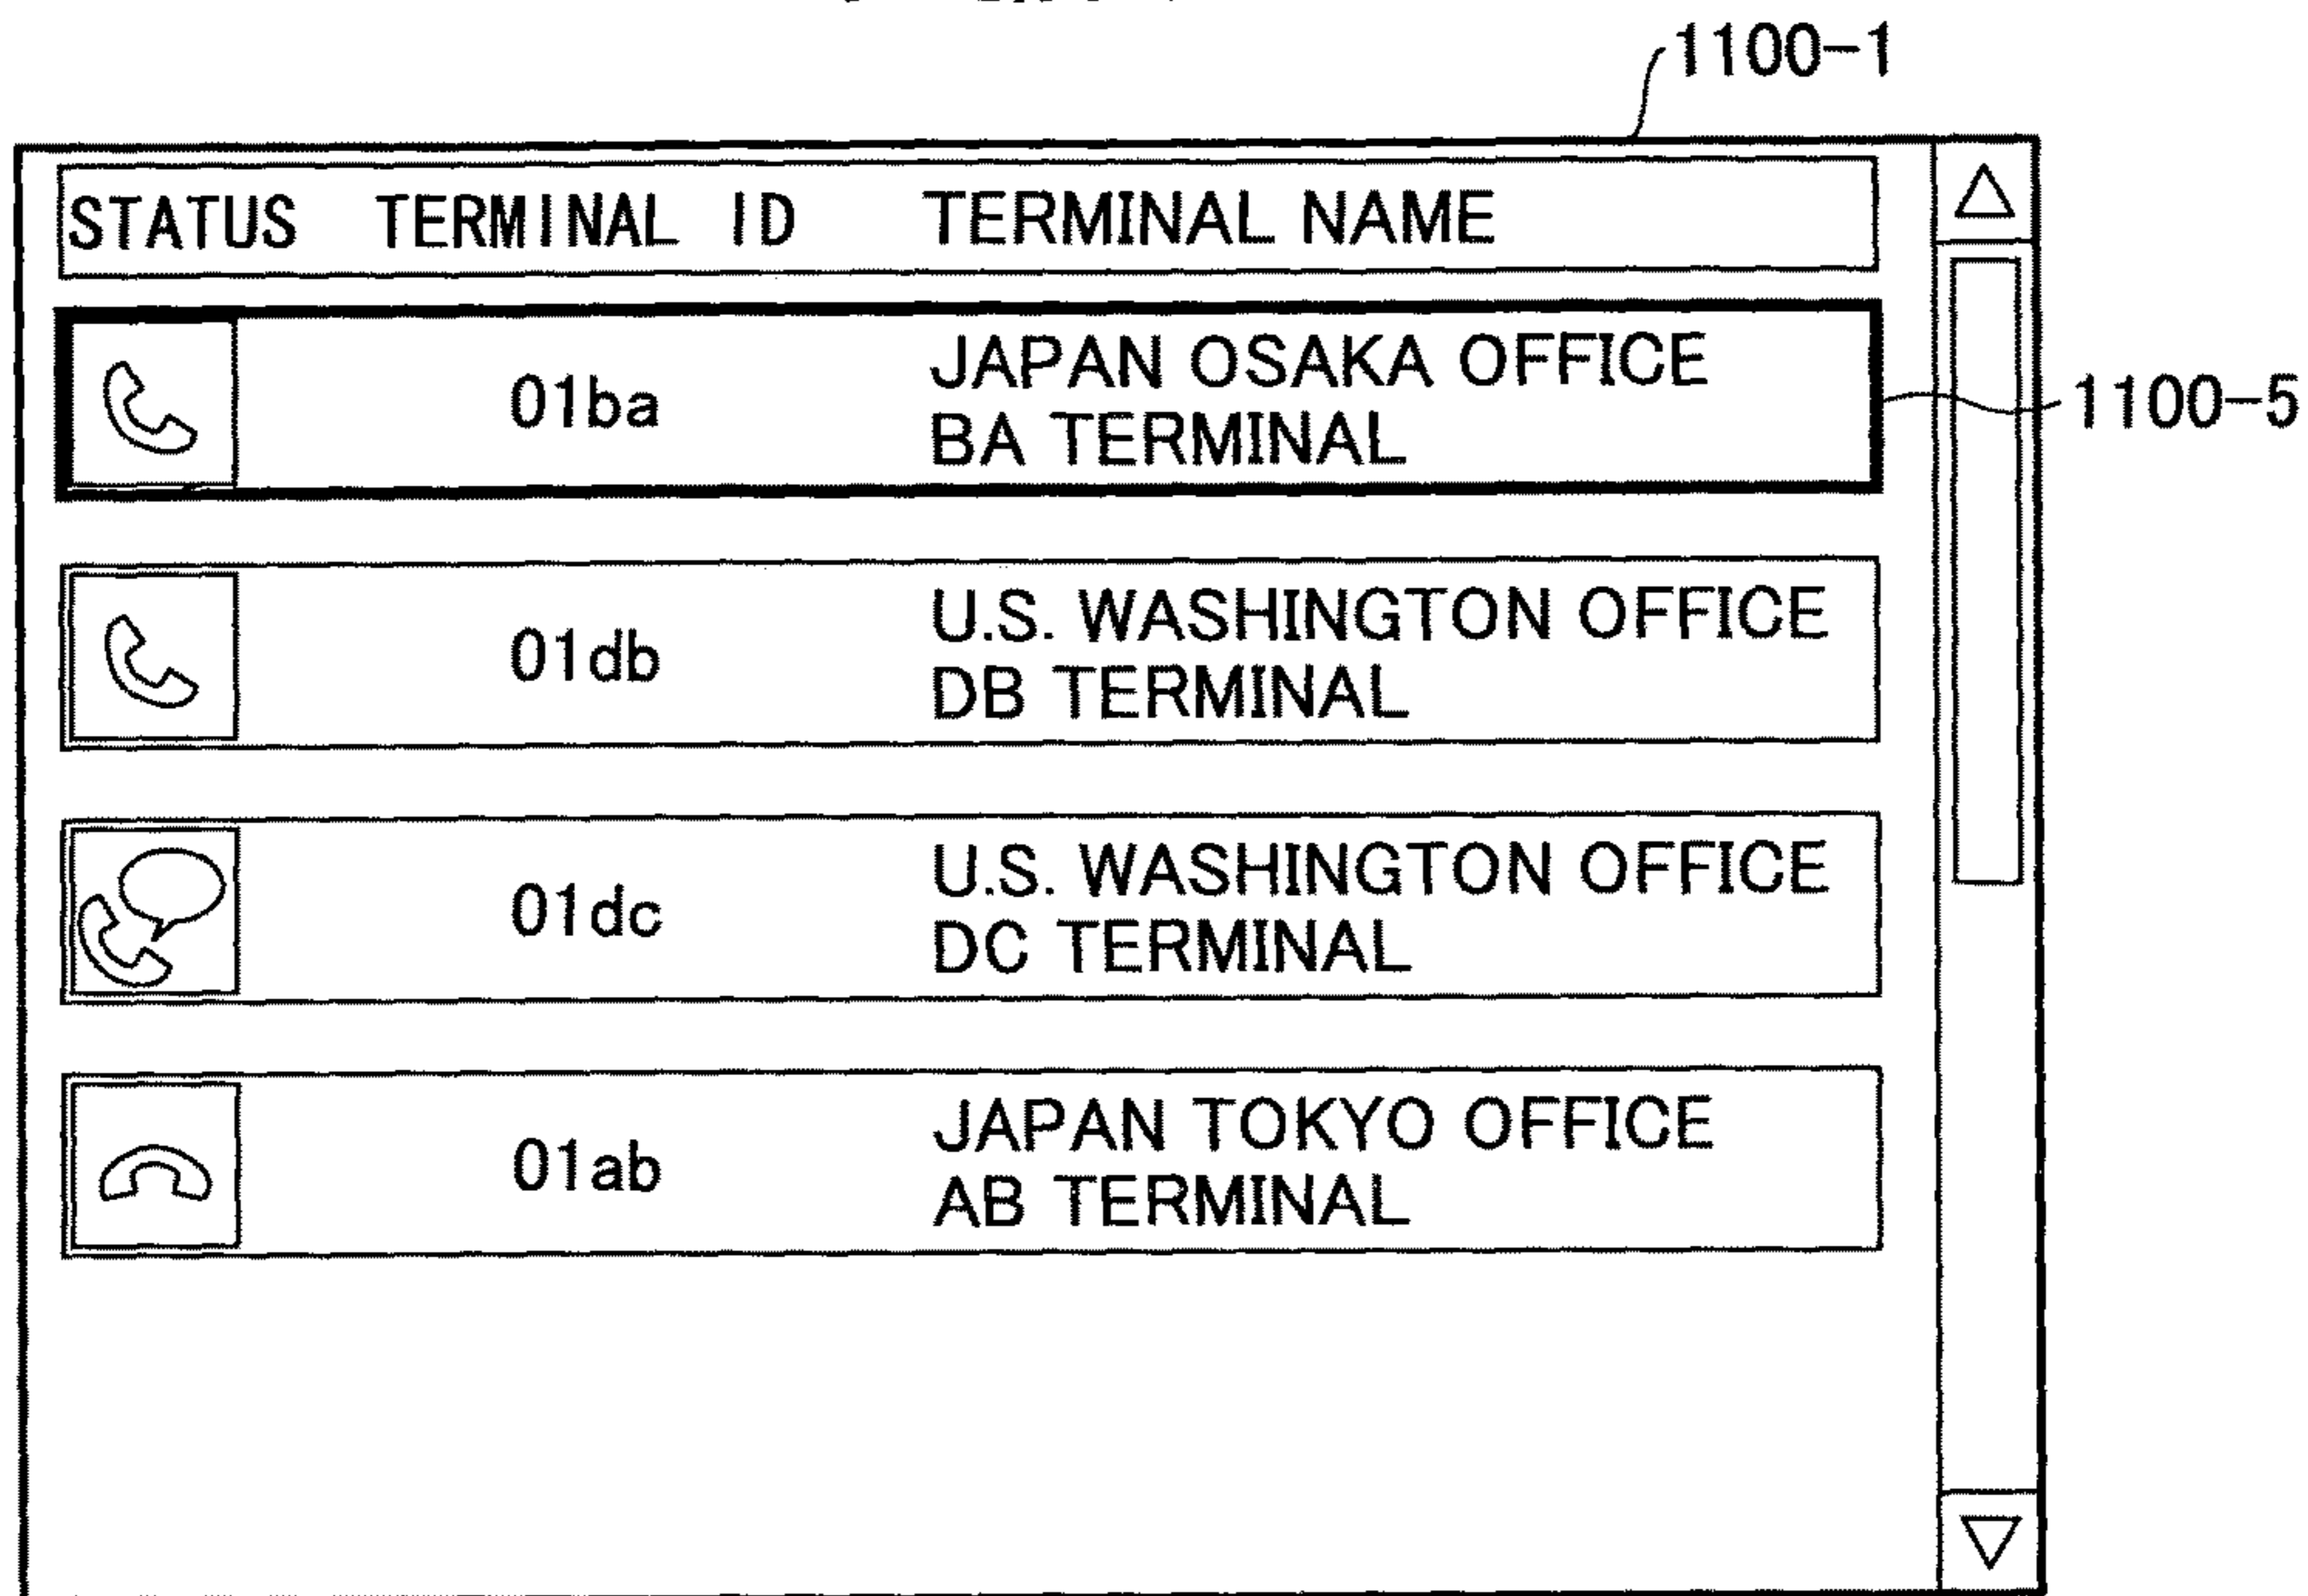 1100-1
STATUS TERMINAL ID TERMINAL NAME
01ba JAPAN OSAKA OFFICE
BA TERMINAL
1100-5
01db U.S. WASHINGTON OFFICE
DB TERMINAL
01dc U.S. WASHINGTON OFFICE
DC TERMINAL
01ab JAPAN TOKYO OFFICE
AB TERMINAL